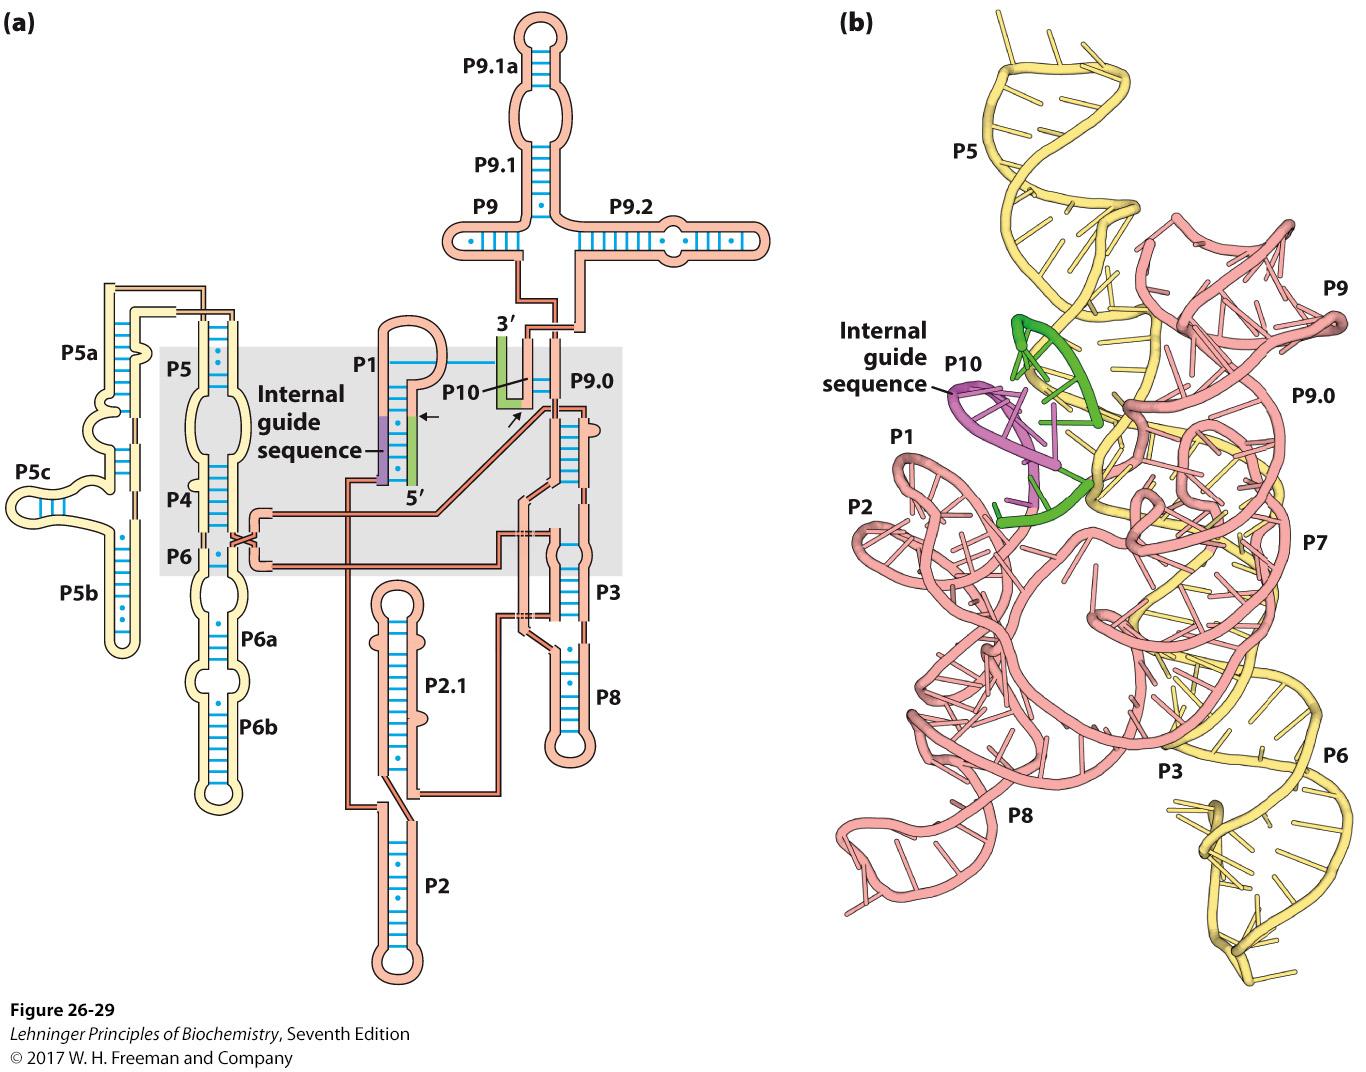 (a)
P9.1a
P9.1
P9
P9.2
3′
P5a
P5
P1
P10
P9.0
Internal
guide
sequence
P5c
P4
5′
P6
P5b
P3
P6a
P2.1
P8
P6b
P2
(b)
P5
P9
Internal
guide
sequence
P10
P9.0
P1
P2
P7
P3
P6
P8
Figure 26-29
Lehninger Principles of Biochemistry, Seventh Edition
© 2017 W. H. Freeman and Company